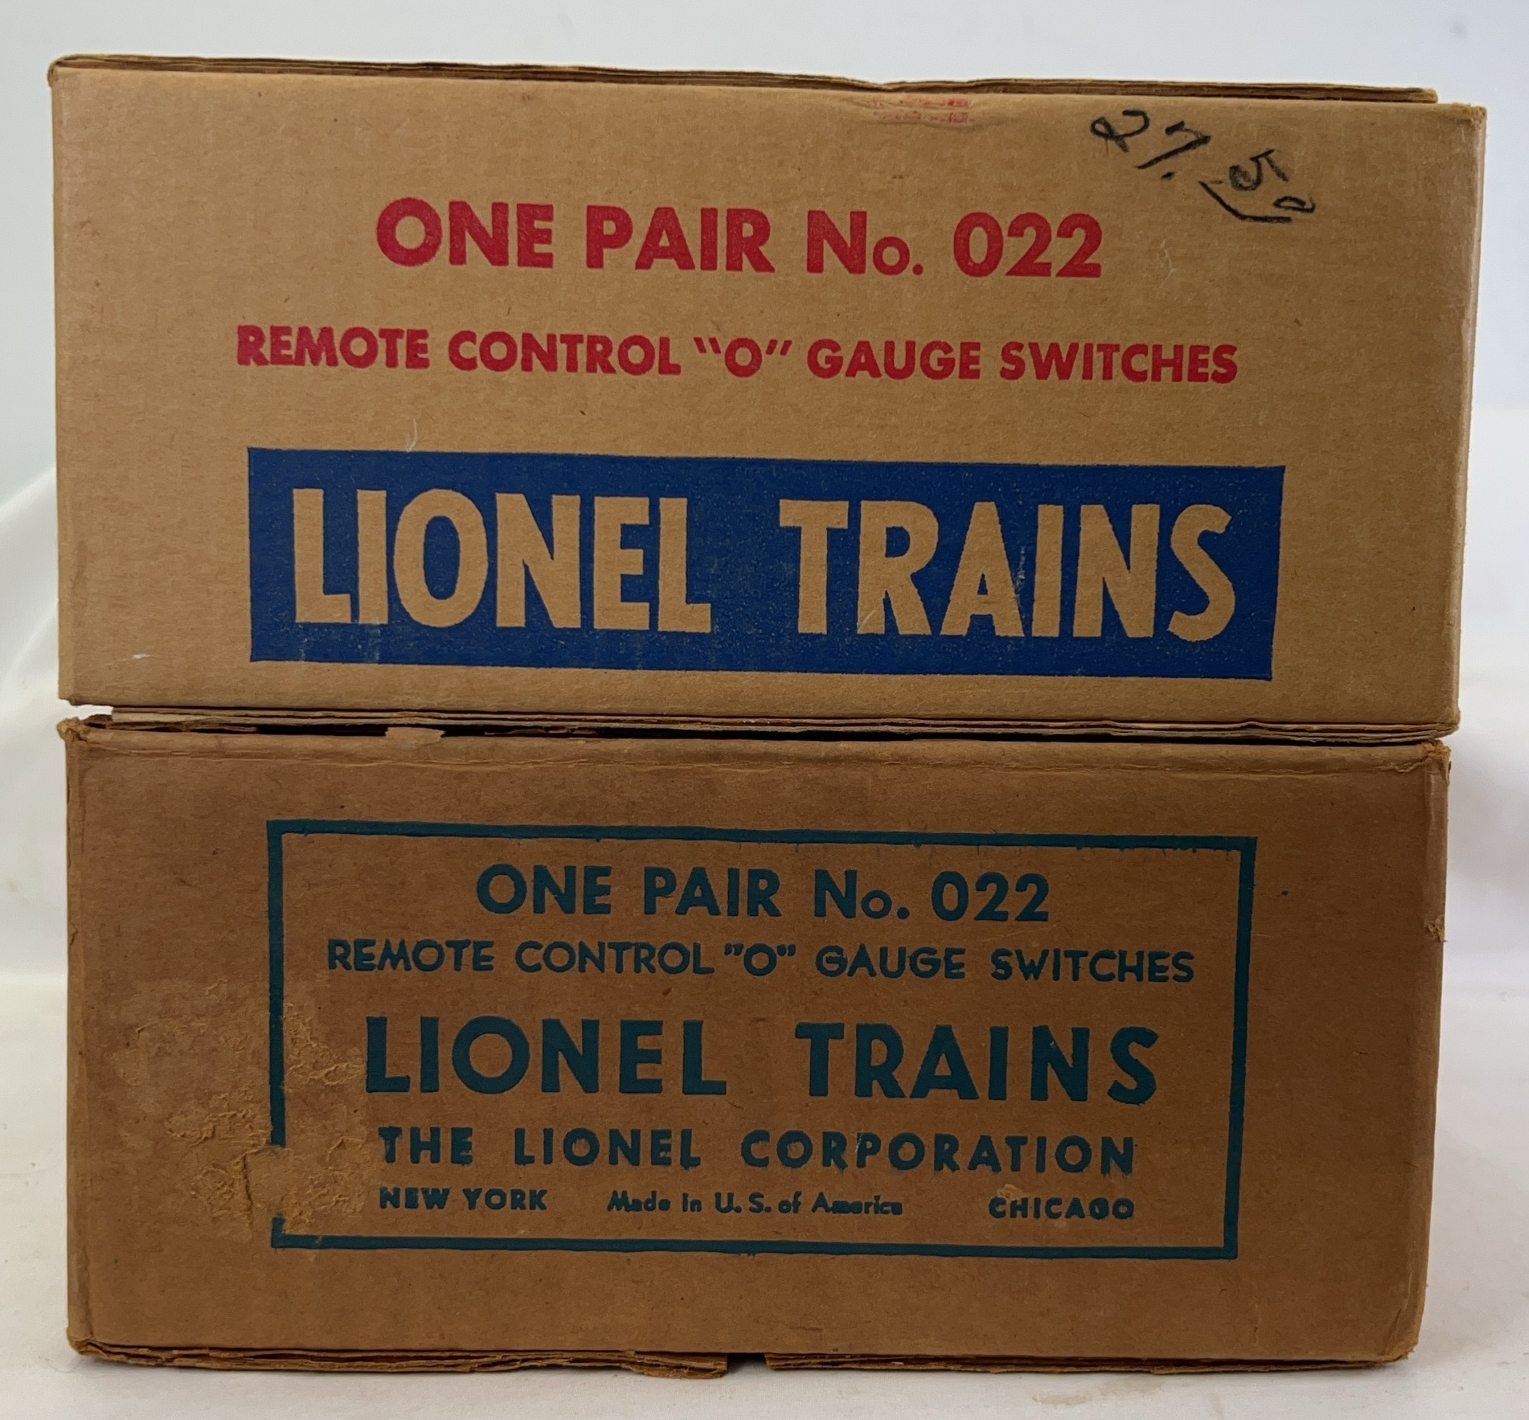 27.50
ONE PAIR No. 022
REMOTE CONTROL "O" GAUGE SWITCHES
LIONEL TRAINS
ONE PAIR No. 022
REMOTE CONTROL "O" GAUGE SWITCHES
LIONEL TRAINS
THE LIONEL CORPORATION
NEW YORK Made in U. S. of America CHICAGO